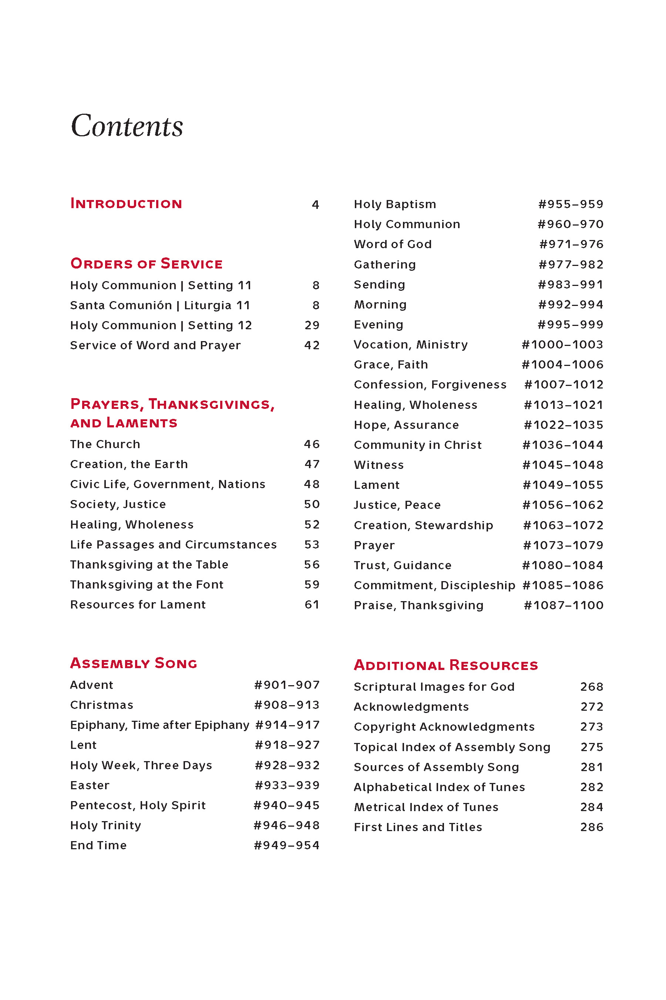 Contents
Introduction 4
Orders of Service
Holy Communion | Setting 11 8
Santa Comunión | Liturgia 11 8
Holy Communion | Setting 12 29
Service of Word and Prayer 42
Prayers, Thanksgivings,
and Laments
The Church 46
Creation, the Earth 47
Civic Life, Government, Nations 48
Society, Justice 50
Healing, Wholeness 52
Life Passages and Circumstances 53
Thanksgiving at the Table 56
Thanksgiving at the Font 59
Resources for Lament 61
Assembly Song
Advent #901–907
Christmas #908–913
Epiphany, Time after Epiphany #914–917
Lent #918–927
Holy Week, Three Days #928–932
Easter #933–939
Pentecost, Holy Spirit #940–945
Holy Trinity #946–948
End Time #949–954
Holy Baptism #955–959
Holy Communion #960–970
Word of God #971–976
Gathering #977–982
Sending #983–991
Morning #992–994
Evening #995–999
Vocation, Ministry #1000–1003
Grace, Faith #1004–1006
Confession, Forgiveness #1007–1012
Healing, Wholeness #1013–1021
Hope, Assurance #1022–1035
Community in Christ #1036–1044
Witness #1045–1048
Lament #1049–1055
Justice, Peace #1056–1062
Creation, Stewardship #1063–1072
Prayer #1073–1079
Trust, Guidance #1080–1084
Commitment, Discipleship #1085–1086
Praise, Thanksgiving #1087–1100
Additional Resources
Scriptural Images for God 268
Acknowledgments 272
Copyright Acknowledgments 273
Topical Index of Assembly Song 275
Sources of Assembly Song 281
Alphabetical Index of Tunes 282
Metrical Index of Tunes 284
First Lines and Titles 286